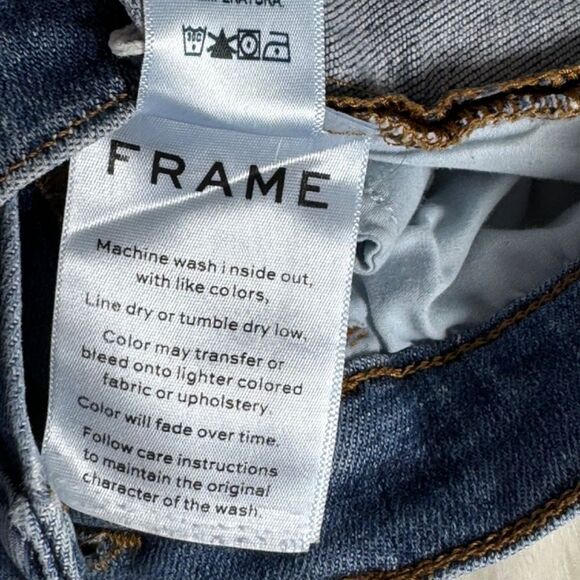 TEMPERATURA.
30C
FRAME
Machine wash inside out,
with like colors,
Line dry or tumble dry low.
Color may transfer or
bleed onto lighter colored
fabric or upholstery.
Color will fade over time.
Follow care instructions
to maintain the original
character of the wash.